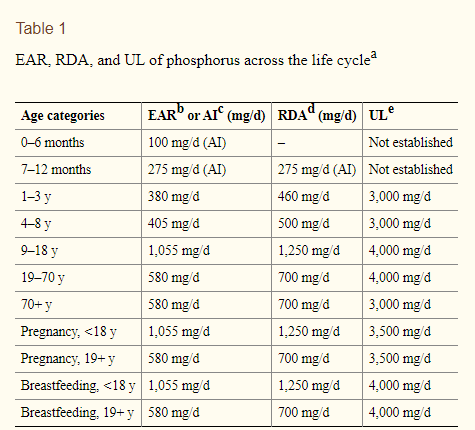 Table 1
EAR, RDA, and UL of phosphorus across the life cycleᵃ
Age categories EARᵇ or AIᶜ (mg/d) RDAᵈ (mg/d) ULᵉ
0–6 months 100 mg/d (AI) – Not established
7–12 months 275 mg/d (AI) 275 mg/d (AI) Not established
1–3 y 380 mg/d 460 mg/d 3,000 mg/d
4–8 y 405 mg/d 500 mg/d 3,000 mg/d
9–18 y 1,055 mg/d 1,250 mg/d 4,000 mg/d
19–70 y 580 mg/d 700 mg/d 4,000 mg/d
70+ y 580 mg/d 700 mg/d 3,000 mg/d
Pregnancy, <18 y 1,055 mg/d 1,250 mg/d 3,500 mg/d
Pregnancy, 19+ y 580 mg/d 700 mg/d 3,500 mg/d
Breastfeeding, <18 y 1,055 mg/d 1,250 mg/d 4,000 mg/d
Breastfeeding, 19+ y 580 mg/d 700 mg/d 4,000 mg/d